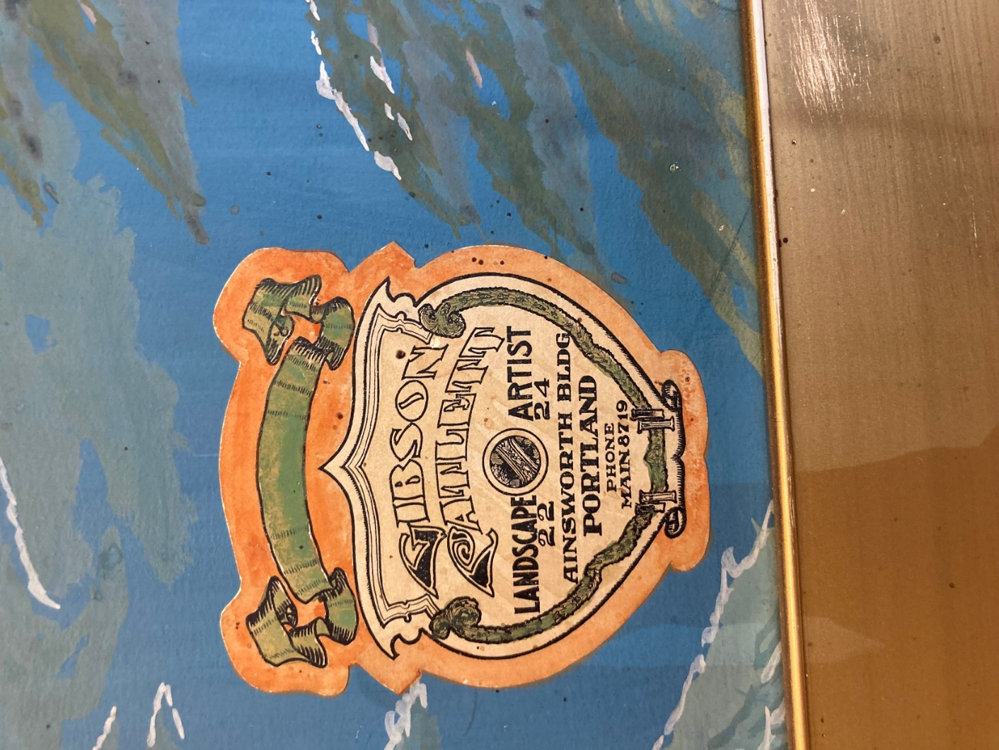 GIBSON
CATLETT
LANDSCAPE ARTIST
22 24
AINSWORTH BLDG
PORTLAND
PHONE
MAIN 8719